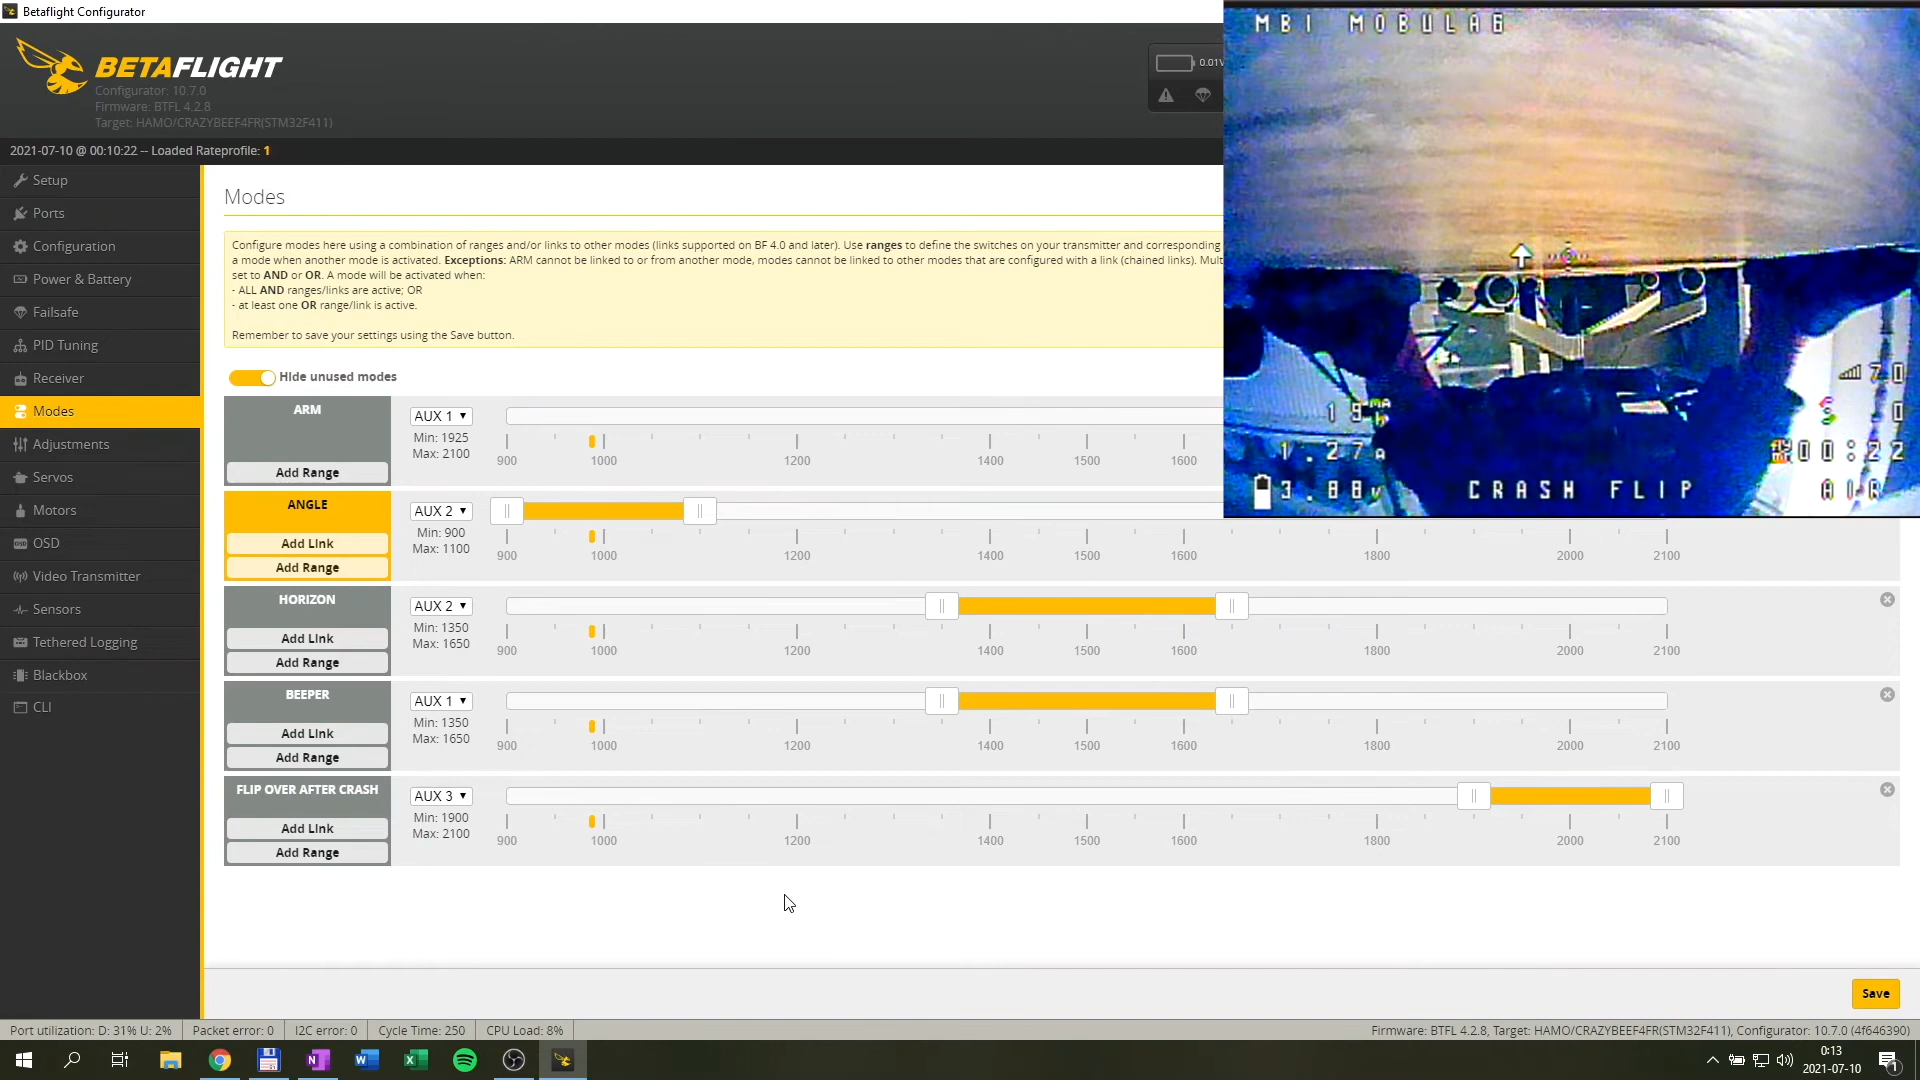 Betaflight Configurator
BETAFLIGHT
Configurator: 10.7.0
Firmware: BTFL 4.2.8
Target: HAMO/CRAZYBEEF4FR(STM32F411)
0.01V
2021-07-10 @ 00:10:22 -- Loaded Rateprofile: 1
Setup
Ports
Configuration
Power & Battery
Failsafe
PID Tuning
Receiver
Modes
Adjustments
Servos
Motors
OSD
Video Transmitter
Sensors
Tethered Logging
Blackbox
CLI
Modes
Configure modes here using a combination of ranges and/or links to other modes (links supported on BF 4.0 and later). Use ranges to define the switches on your transmitter and corresponding
a mode when another mode is activated. Exceptions: ARM cannot be linked to or from another mode, modes cannot be linked to other modes that are configured with a link (chained links). Mult
set to AND or OR. A mode will be activated when:
- ALL AND ranges/links are active; OR
- at least one OR range/link is active.
Remember to save your settings using the Save button.
Hide unused modes
ARM
Add Range
AUX 1
Min: 1925
Max: 2100
900 1000 1200 1400 1500 1600
ANGLE
Add Link
Add Range
AUX 2
Min: 900
Max: 1100
900 1000 1200 1400 1500 1600 1800 2000 2100
HORIZON
Add Link
Add Range
AUX 2
Min: 1350
Max: 1650
900 1000 1200 1400 1500 1600 1800 2000 2100
BEEPER
Add Link
Add Range
AUX 1
Min: 1350
Max: 1650
900 1000 1200 1400 1500 1600 1800 2000 2100
FLIP OVER AFTER CRASH
Add Link
Add Range
AUX 3
Min: 1900
Max: 2100
900 1000 1200 1400 1500 1600 1800 2000 2100
MBI MOBULA6
70
19
S 0
1.27A
00:22
3.88V
CRASH FLIP
AIR
Save
Port utilization: D: 31% U: 2%
Packet error: 0
I2C error: 0
Cycle Time: 250
CPU Load: 8%
Firmware: BTFL 4.2.8, Target: HAMO/CRAZYBEEF4FR(STM32F411), Configurator: 10.7.0 (4f646390)
0:13
2021-07-10
1